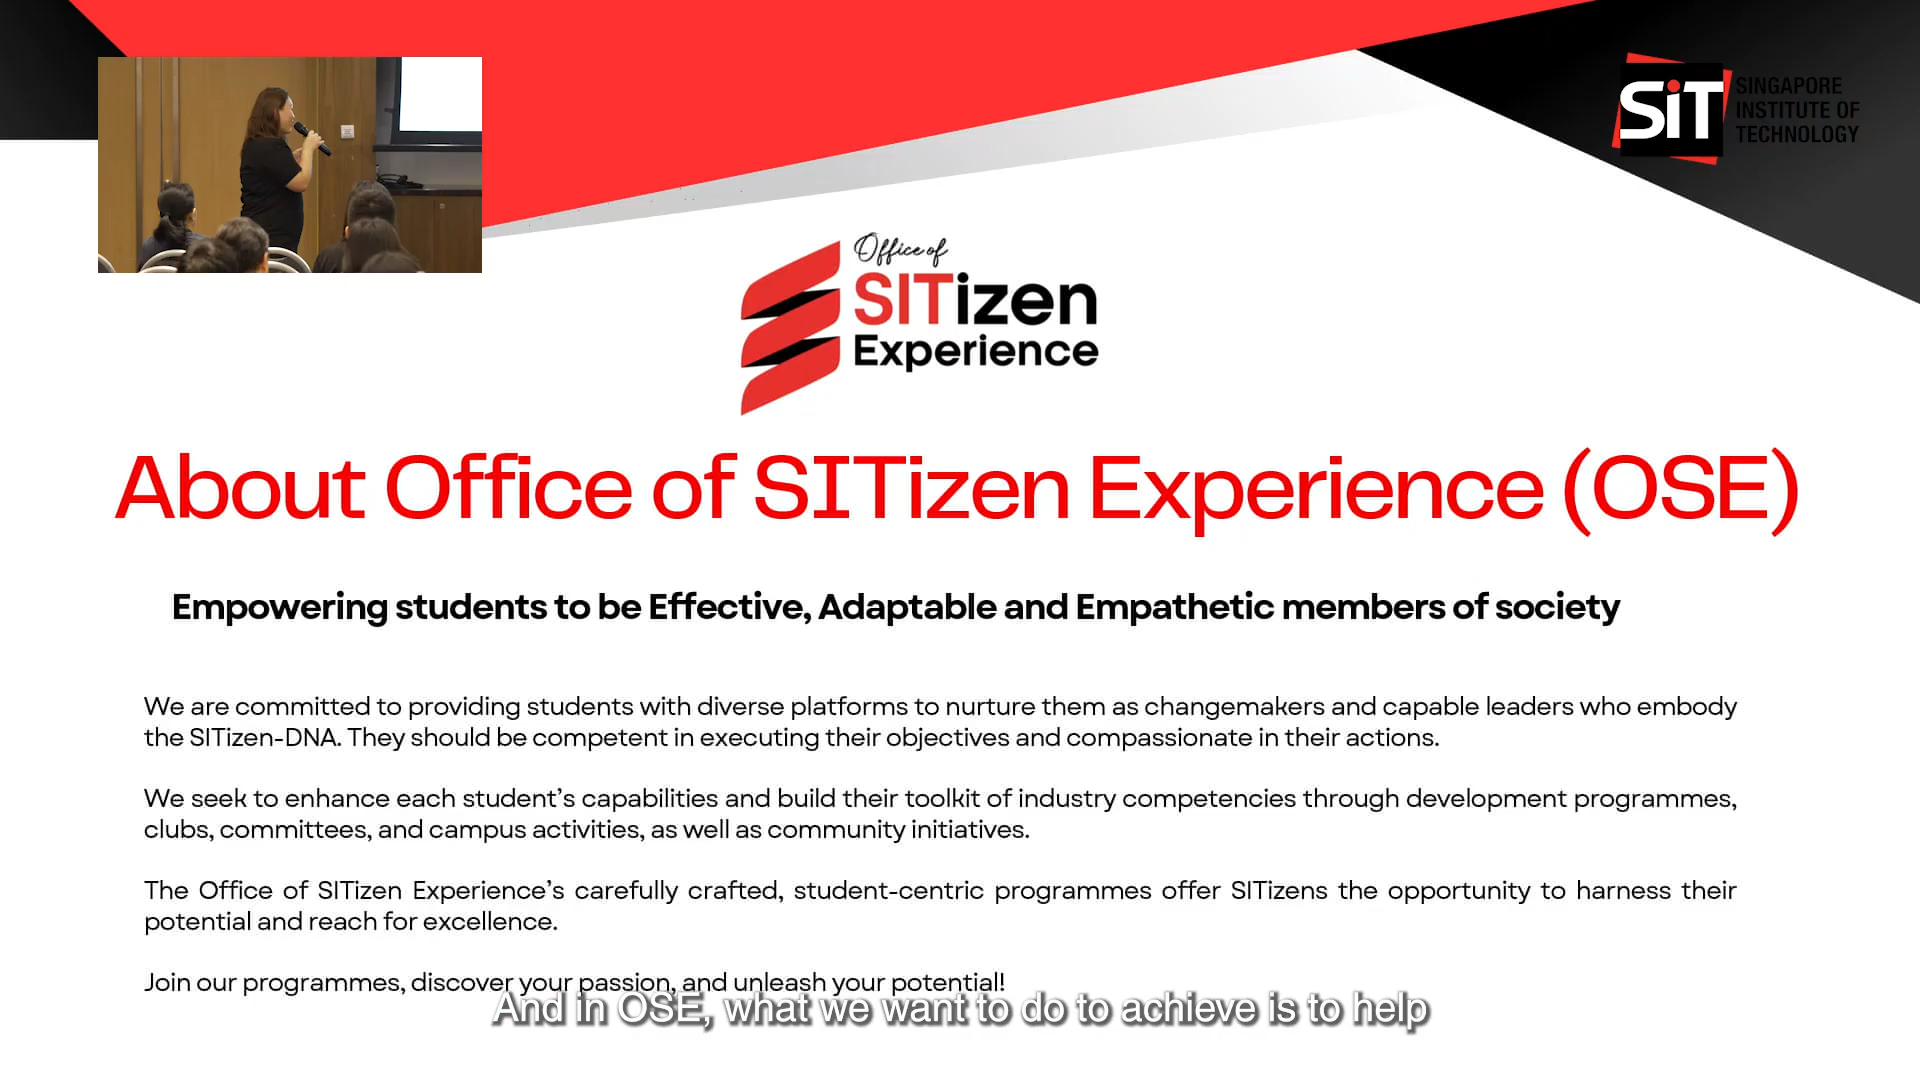 SiT
SINGAPORE
INSTITUTE OF
TECHNOLOGY
Office of
SITizen
Experience
About Office of SITizen Experience (OSE)
Empowering students to be Effective, Adaptable and Empathetic members of society
We are committed to providing students with diverse platforms to nurture them as changemakers and capable leaders who embody
the SITizen-DNA. They should be competent in executing their objectives and compassionate in their actions.
We seek to enhance each student's capabilities and build their toolkit of industry competencies through development programmes,
clubs, committees, and campus activities, as well as community initiatives.
The Office of SITizen Experience's carefully crafted, student-centric programmes offer SITizens the opportunity to harness their
potential and reach for excellence.
Join our programmes, discover your passion, and unleash your potential!
And in OSE, what we want to do to achieve is to help